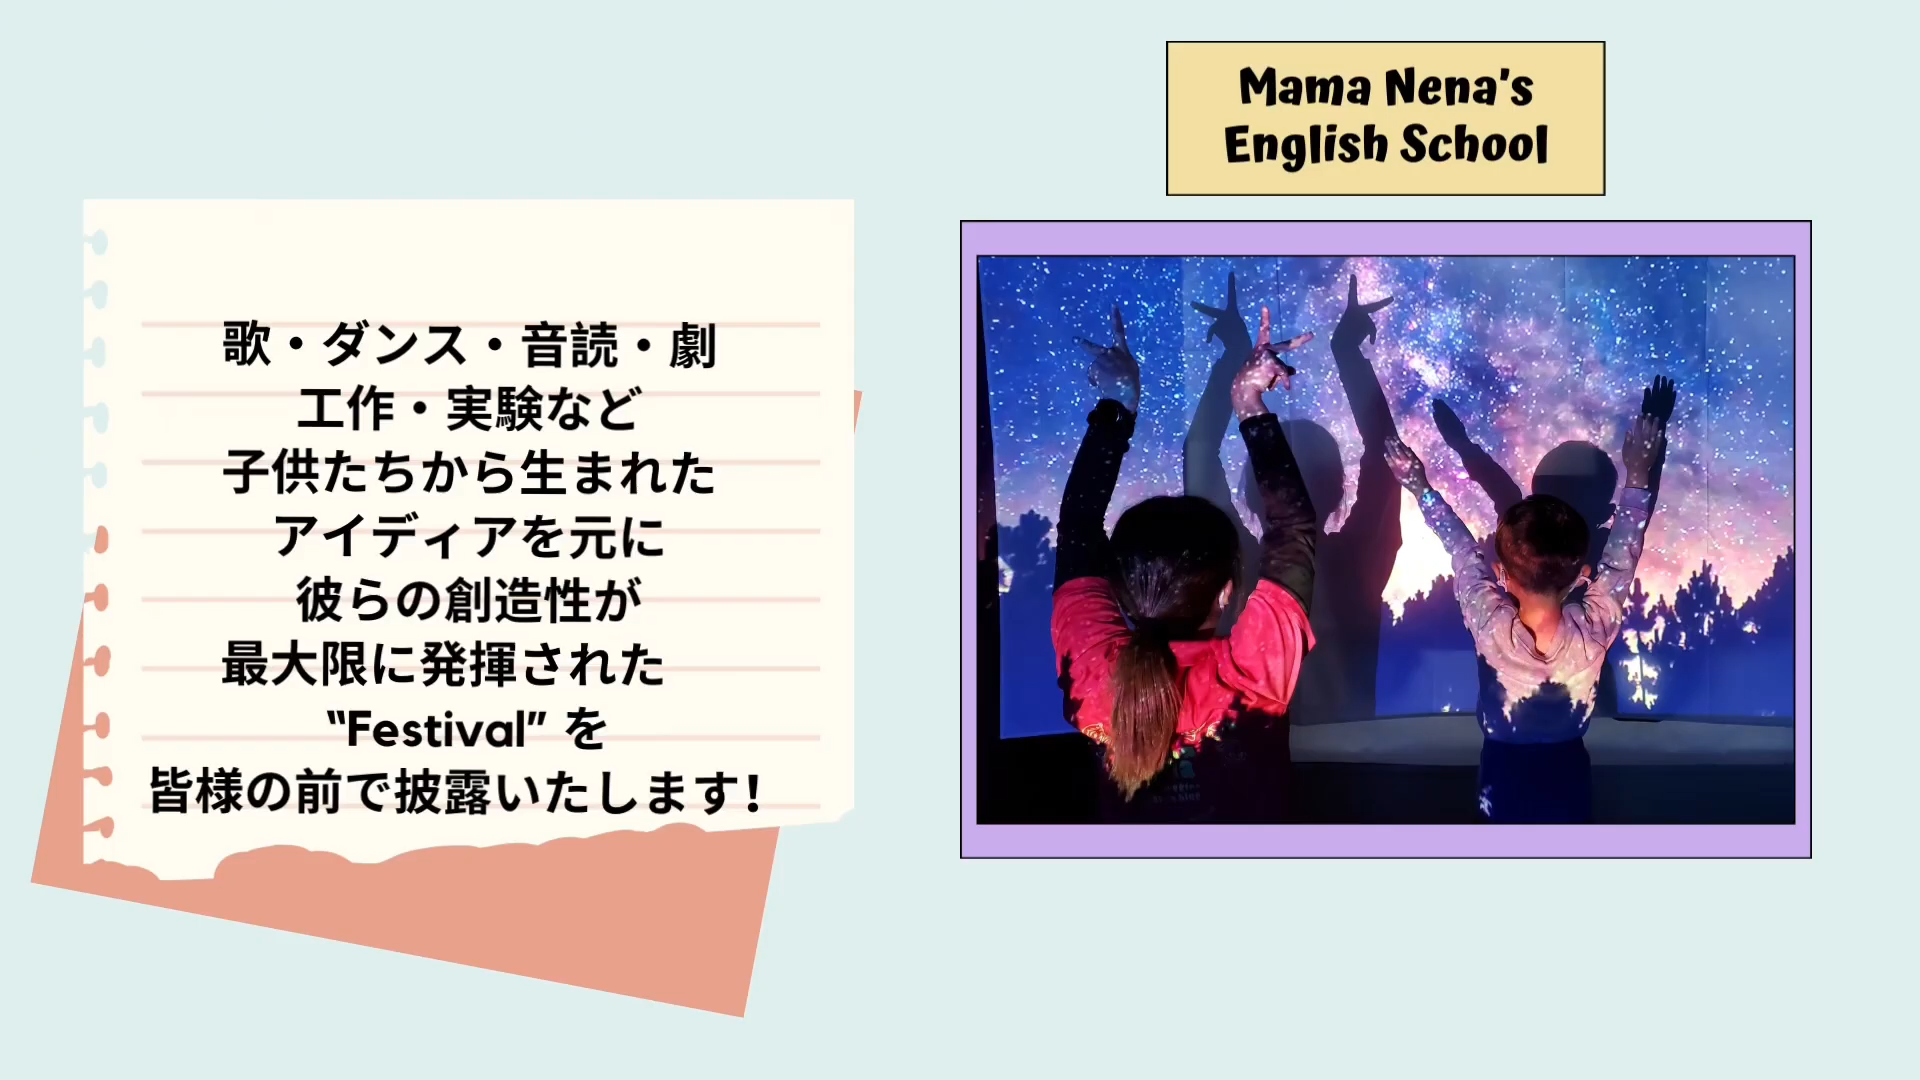 Mama Nena's
English School
歌・ダンス・音読・劇
工作・実験など
子供たちから生まれた
アイディアを元に
彼らの創造性が
最大限に発揮された
"Festival" を
皆様の前で披露いたします!